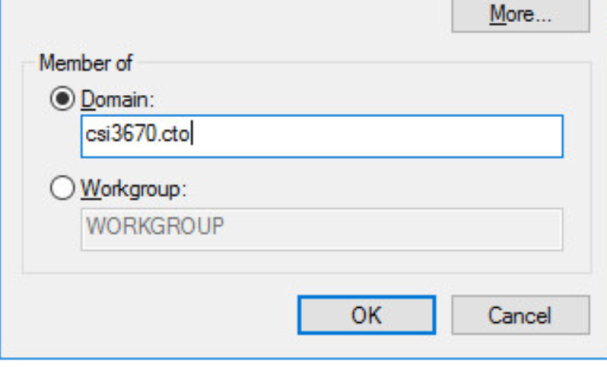 More...
Member of
Domain:
csi3670.cto
Workgroup:
WORKGROUP
OK Cancel